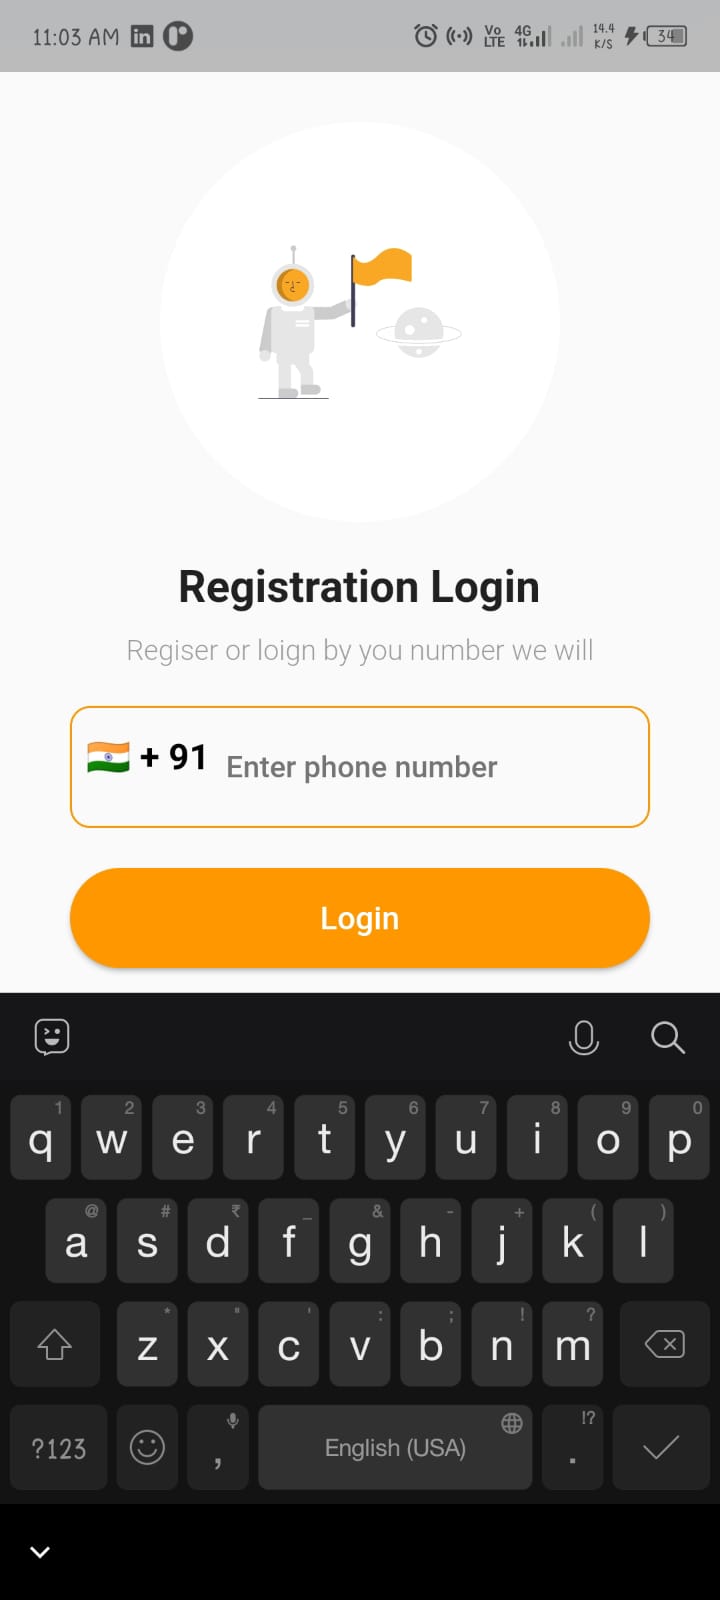 11:03 AM in Vo LTE 4G 14.4 K/S 34
Registration Login
Regiser or loign by you number we will
+ 91 Enter phone number
Login
1 2 3 4 5 6 7 8 9 0
q w e r t y u i o p
@ # ₹ _ & - + ( )
a s d f g h j k l
* " ' : ; ! ?
z x c v b n m
!?
?123 , English (USA) .